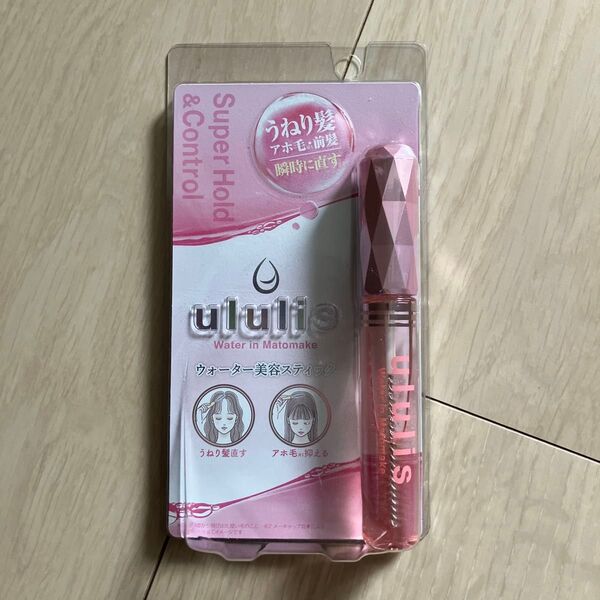 Super Hold
& Control
うねり髪
アホ毛・前髪
瞬時に直す
ululis
Water in Matomake
ウォーター美容スティック
うねり髪直す
アホ毛抑える
ululis